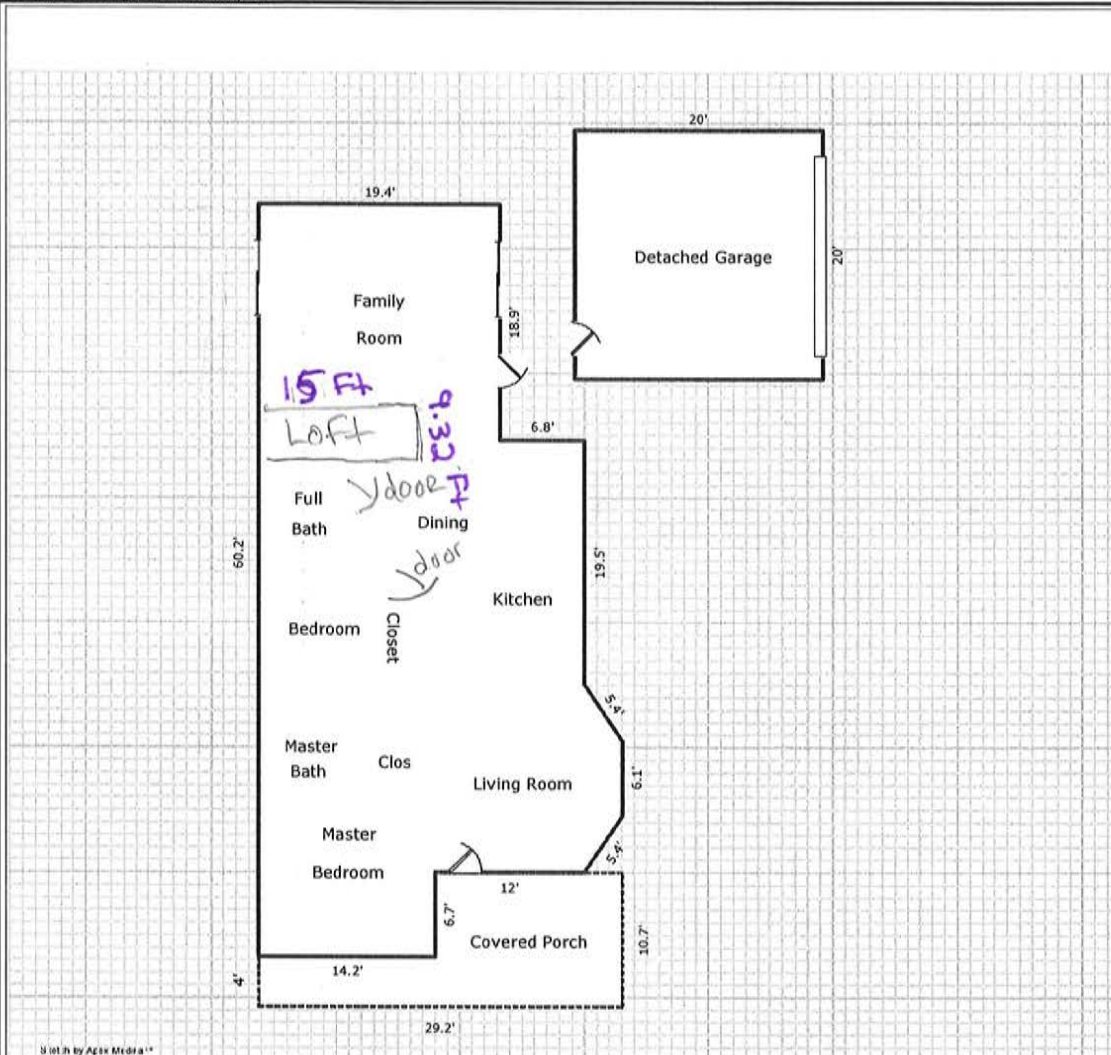 20'
19.4'
Detached Garage
20'
Family
Room
18.9'
15 Ft
9.32 Ft
6.8'
Loft
door
Full
Bath
Dining
60.2'
door
19.5'
Kitchen
Bedroom
Closet
5.4'
Master
Bath
Clos
Living Room
6.1'
Master
Bedroom
5.4'
12'
6.7'
Covered Porch
10.7'
14.2'
4'
29.2'
Sketch by Apex Medina™